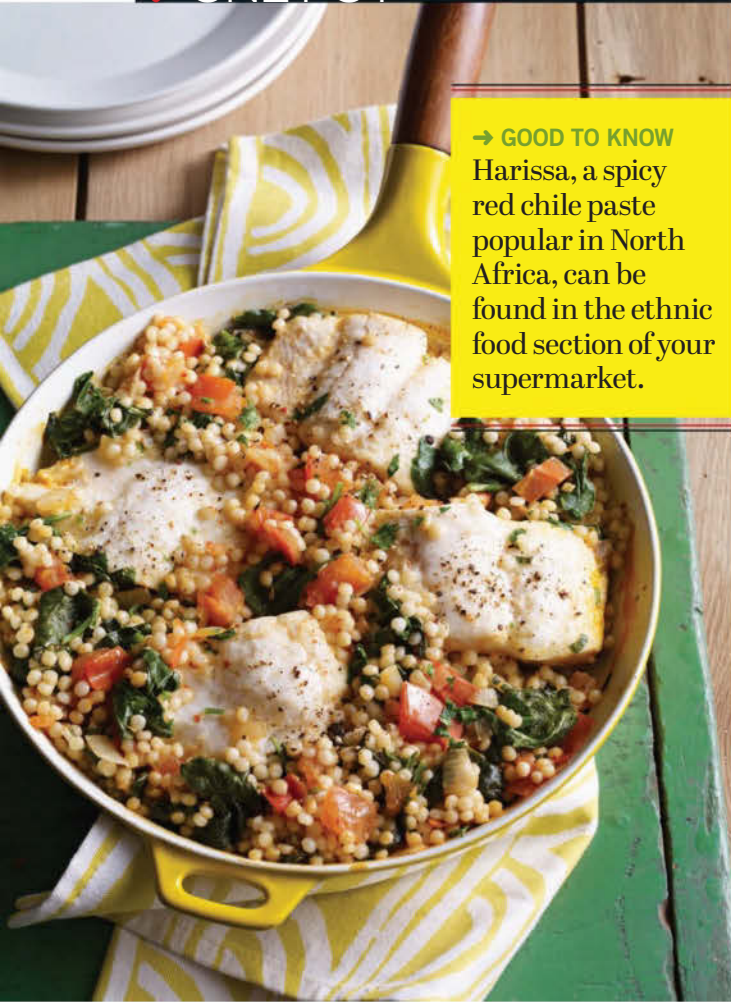 ➔ GOOD TO KNOW
Harissa, a spicy
red chile paste
popular in North
Africa, can be
found in the ethnic
food section of your
supermarket.